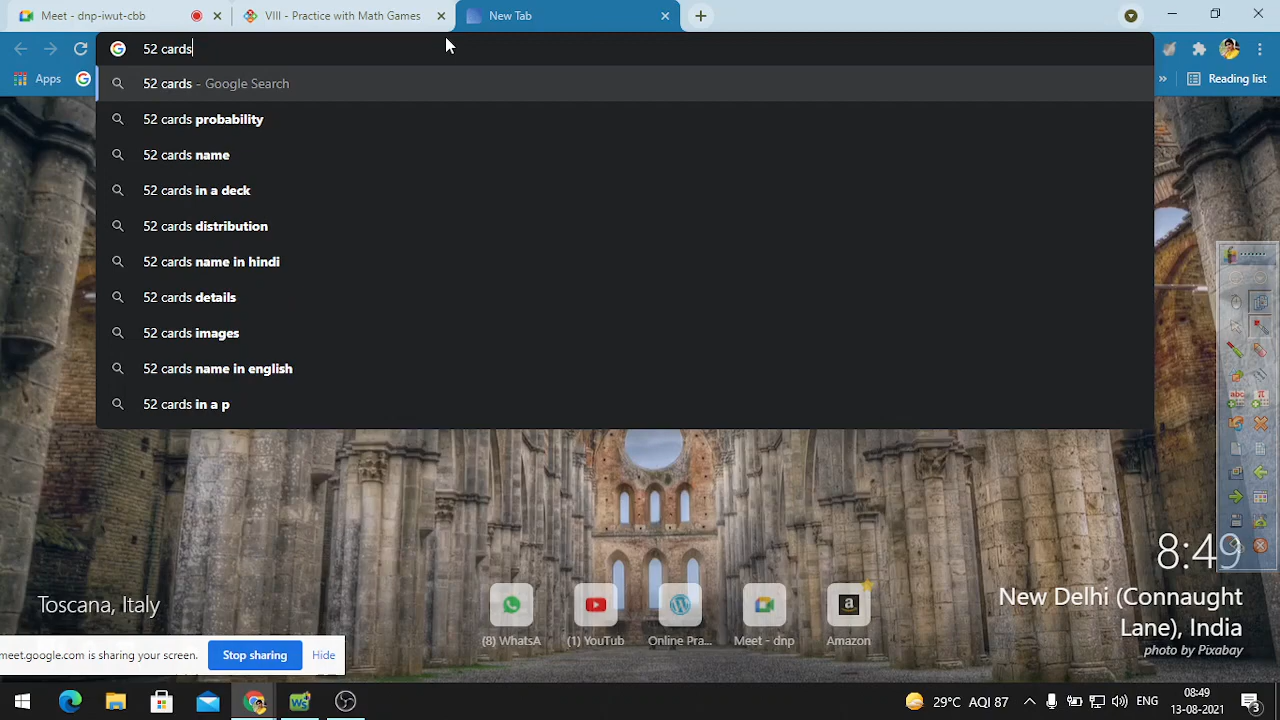 Meet - dnp-iwut-cbb
VIII - Practice with Math Games
New Tab
52 cards
Apps
»
Reading list
52 cards - Google Search
52 cards probability
52 cards name
52 cards in a deck
52 cards distribution
52 cards name in hindi
52 cards details
52 cards images
52 cards name in english
52 cards in a p
abc
π
8:49
Toscana, Italy
New Delhi (Connaught
Lane), India
photo by Pixabay
(8) WhatsA
(1) YouTub
Online Pra...
Meet - dnp
Amazon
meet.google.com is sharing your screen.
Stop sharing
Hide
29°C AQI 87
ENG
08:49
13-08-2021
3